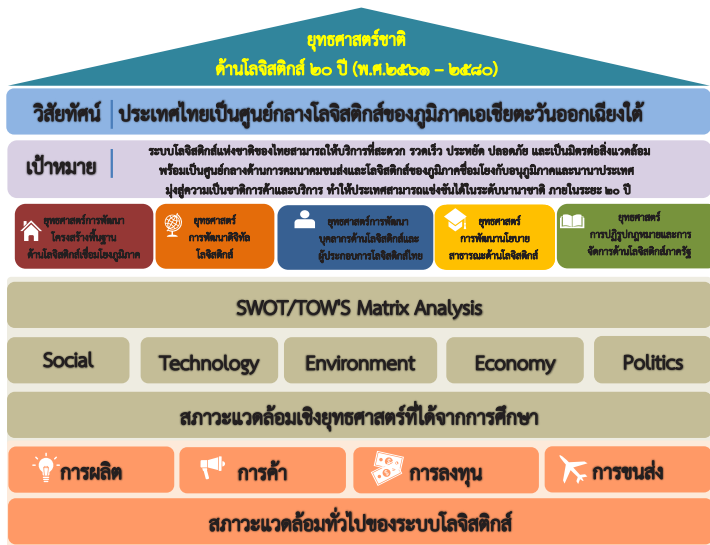 ยุทธศาสตร์ชาติ
ด้านโลจิสติกส์ ๒๐ ปี (พ.ศ.๒๕๖๑ – ๒๕๘๐)
วิสัยทัศน์ ประเทศไทยเป็นศูนย์กลางโลจิสติกส์ของภูมิภาคเอเชียตะวันออกเฉียงใต้
เป้าหมาย
ระบบโลจิสติกส์แห่งชาติของไทยสามารถให้บริการที่สะดวก รวดเร็ว ประหยัด ปลอดภัย และเป็นมิตรต่อสิ่งแวดล้อม
พร้อมเป็นศูนย์กลางด้านการคมนาคมขนส่งและโลจิสติกส์ของภูมิภาคชื่อมโยงกับอนุภูมิภาคและนานาประเทศ
มุ่งสู่ความเป็นชาติการค้าและบริการ ทำให้ประเทศสามารถแข่งขันได้ในระดับนานาชาติ ภายในระยะ ๒๐ ปี
ยุทธศาสตร์การพัฒนา
โครงสร้างพื้นฐาน
ด้านโลจิสติกส์เชื่อมโยงภูมิภาค
ยุทธศาสตร์
การพัฒนาดิจิทัล
โลจิสติกส์
ยุทธศาสตร์การพัฒนา
บุคลากรด้านโลจิสติกส์และ
ผู้ประกอบการโลจิสติกส์ไทย
ยุทธศาสตร์
การพัฒนานโยบาย
สาธารณะด้านโลจิสติกส์
ยุทธศาสตร์
การปฏิรูปกฎหมายและการ
จัดการด้านโลจิสติกส์ภาครัฐ
SWOT/TOW'S Matrix Analysis
Social
Technology
Environment
Economy
Politics
สภาวะแวดล้อมเชิงยุทธศาสตร์ที่ได้จากการศึกษา
การผลิต
การค้า
การลงทุน
การขนส่ง
สภาวะแวดล้อมทั่วไปของระบบโลจิสติกส์